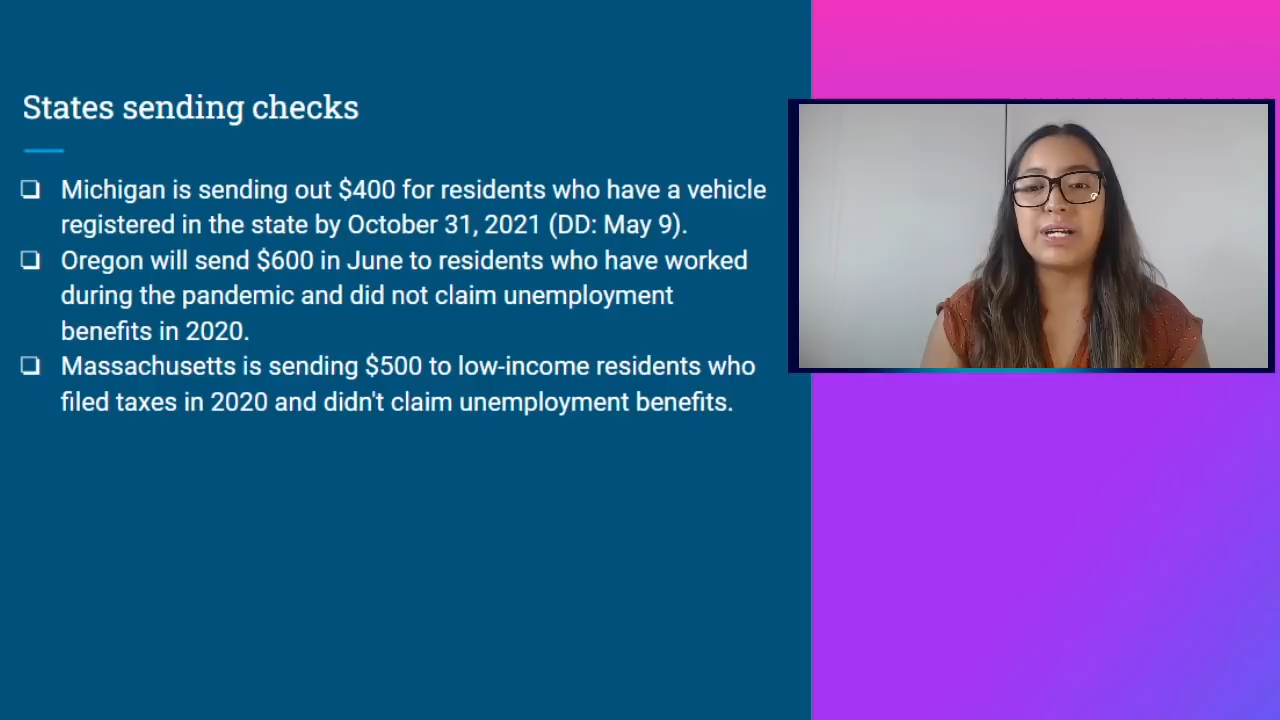 States sending checks
❏ Michigan is sending out $400 for residents who have a vehicle
registered in the state by October 31, 2021 (DD: May 9).
❏ Oregon will send $600 in June to residents who have worked
during the pandemic and did not claim unemployment
benefits in 2020.
❏ Massachusetts is sending $500 to low-income residents who
filed taxes in 2020 and didn't claim unemployment benefits.